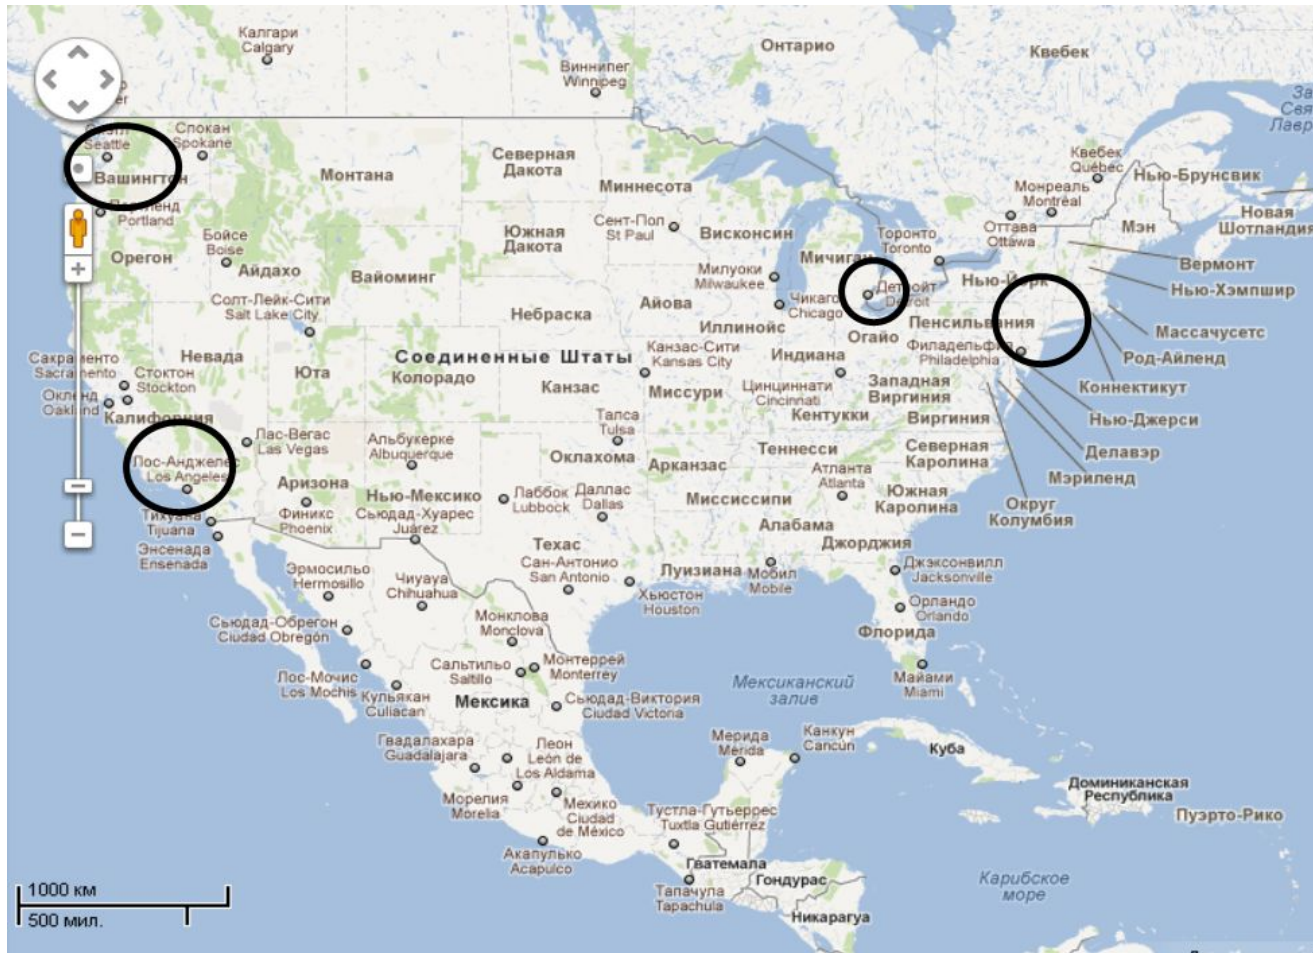 Калгари
Calgary
Виннипег
Winnipeg
Онтарио
Квебек
Сиэтл
Seattle
Спокан
Spokane
Вашингтон
Портленд
Portland
Монтана
Северная
Дакота
Миннесота
Квебек
Québec
Нью-Брунсвик
Монреаль
Montréal
Оттава
Ottawa
Мэн
Новая
Шотландия
Бойсе
Boise
Орегон
Айдахо
Вайоминг
Южная
Дакота
Сент-Пол
St Paul
Висконсин
Мичиган
Торонто
Toronto
Вермонт
Нью-Хэмпшир
Милуоки
Milwaukee
Детройт
Detroit
Нью-Йорк
Солт-Лейк-Сити
Salt Lake City
Небраска
Айова
Чикаго
Chicago
Иллинойс
Огайо
Пенсильвания
Массачусетс
Род-Айленд
Коннектикут
Сакраменто
Sacramento
Стоктон
Stockton
Окленд
Oakland
Невада
Юта
Соединенные Штаты
Колорадо
Канзас-Сити
Kansas City
Индиана
Филадельфия
Philadelphia
Канзас
Миссури
Цинциннати
Cincinnati
Западная
Виргиния
Кентукки
Виргиния
Нью-Джерси
Делавэр
Мэриленд
Округ
Колумбия
Калифорния
Лас-Вегас
Las Vegas
Альбукерке
Albuquerque
Талса
Tulsa
Оклахома
Арканзас
Теннесси
Северная
Каролина
Лос-Анджелес
Los Angeles
Аризона
Нью-Мексико
Лаббок
Lubbock
Даллас
Dallas
Миссиссипи
Атланта
Atlanta
Южная
Каролина
Тихуана
Tijuana
Финикс
Phoenix
Сьюдад-Хуарес
Juárez
Алабама
Джорджия
Энсенада
Ensenada
Техас
Эрмосильо
Hermosillo
Чиуауа
Chihuahua
Сан-Антонио
San Antonio
Луизиана
Мобил
Mobile
Джэксонвилл
Jacksonville
Хьюстон
Houston
Орландо
Orlando
Флорида
Сьюдад-Обрегон
Ciudad Obregón
Монклова
Monclova
Лос-Мочис
Los Mochis
Сальтильо
Saltillo
Монтеррей
Monterrey
Майами
Miami
Мексиканский
залив
Кульякан
Culiacan
Мексика
Сьюдад-Виктория
Ciudad Victoria
Гвадалахара
Guadalajara
Леон
León de
Los Aldama
Мерида
Mérida
Канкун
Cancún
Куба
Доминиканская
Республика
Пуэрто-Рико
Морелия
Morelia
Мехико
Ciudad
de México
Тустла-Гутьеррес
Tuxtla Gutiérrez
Акапулько
Acapulco
Гватемала
Гондурас
Тапачула
Tapachula
Никарагуа
Карибское
море
1000 км
500 мил.